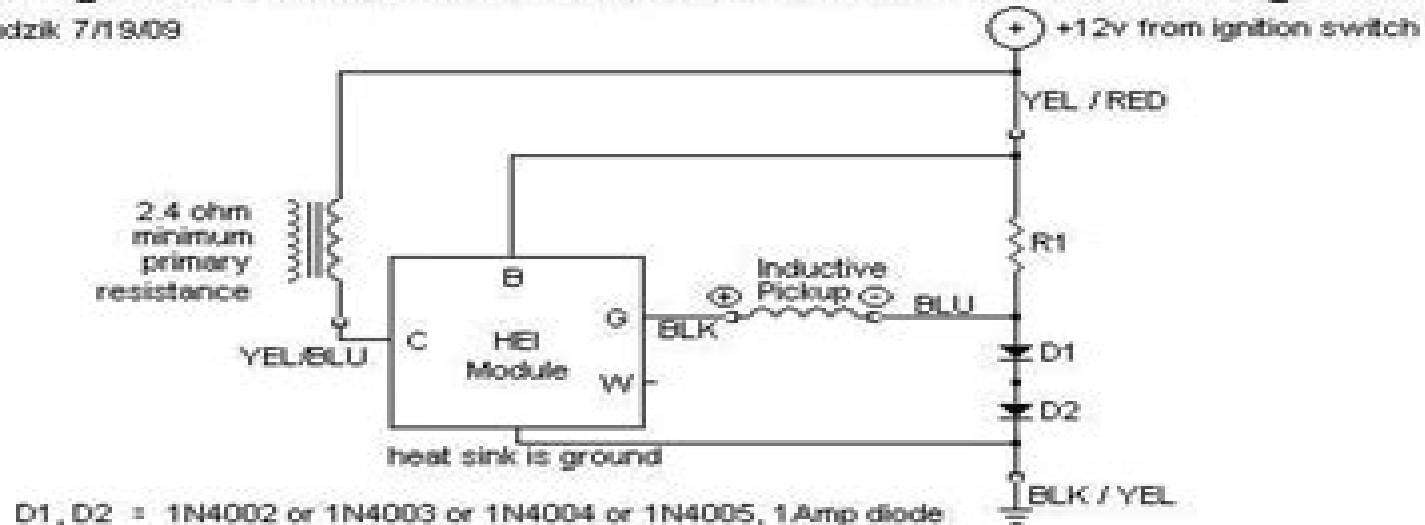 7/19/09
+12v from ignition switch
YEL / RED
2.4 ohm
minimum
primary
resistance
R1
B
Inductive
Pickup
+
-
BLU
G
BLK
C
HEI
Module
YEL/BLU
W
D1
D2
heat sink is ground
BLK / YEL
D1, D2 = 1N4002 or 1N4003 or 1N4004 or 1N4005, 1Amp diode